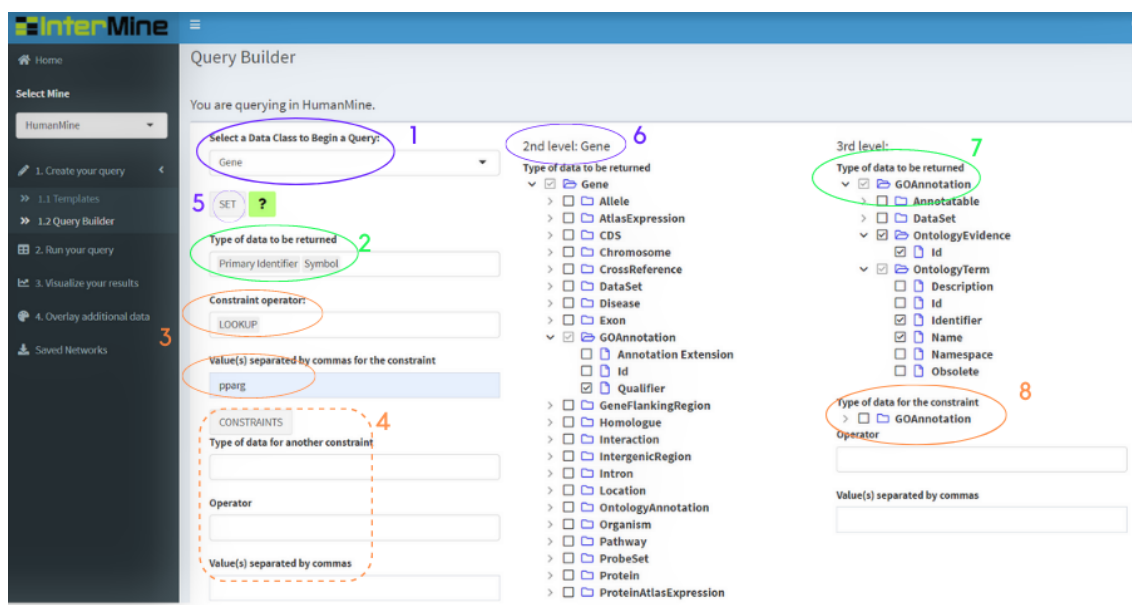 InterMine
Home
Select Mine
HumanMine
1. Create your query
1.1 Templates
1.2 Query Builder
2. Run your query
3. Visualize your results
4. Overlay additional data
Saved Networks
3
Query Builder
You are querying in HumanMine.
Select a Data Class to Begin a Query:
1
Gene
5
SET
?
Type of data to be returned
2
Primary Identifier Symbol
Constraint operator:
LOOKUP
Value(s) separated by commas for the constraint
pparg
CONSTRAINTS
4
Type of data for another constraint
Operator
Value(s) separated by commas
2nd level: Gene
6
Type of data to be returned
Gene
Allele
AtlasExpression
CDS
Chromosome
CrossReference
DataSet
Disease
Exon
GOAnnotation
Annotation Extension
Id
Qualifier
GeneFlankingRegion
Homologue
Interaction
IntergenicRegion
Intron
Location
OntologyAnnotation
Organism
Pathway
ProbeSet
Protein
ProteinAtlasExpression
3rd level:
7
Type of data to be returned
GOAnnotation
Annotatable
DataSet
OntologyEvidence
Id
OntologyTerm
Description
Id
Identifier
Name
Namespace
Obsolete
Type of data for the constraint
8
GOAnnotation
Operator
Value(s) separated by commas